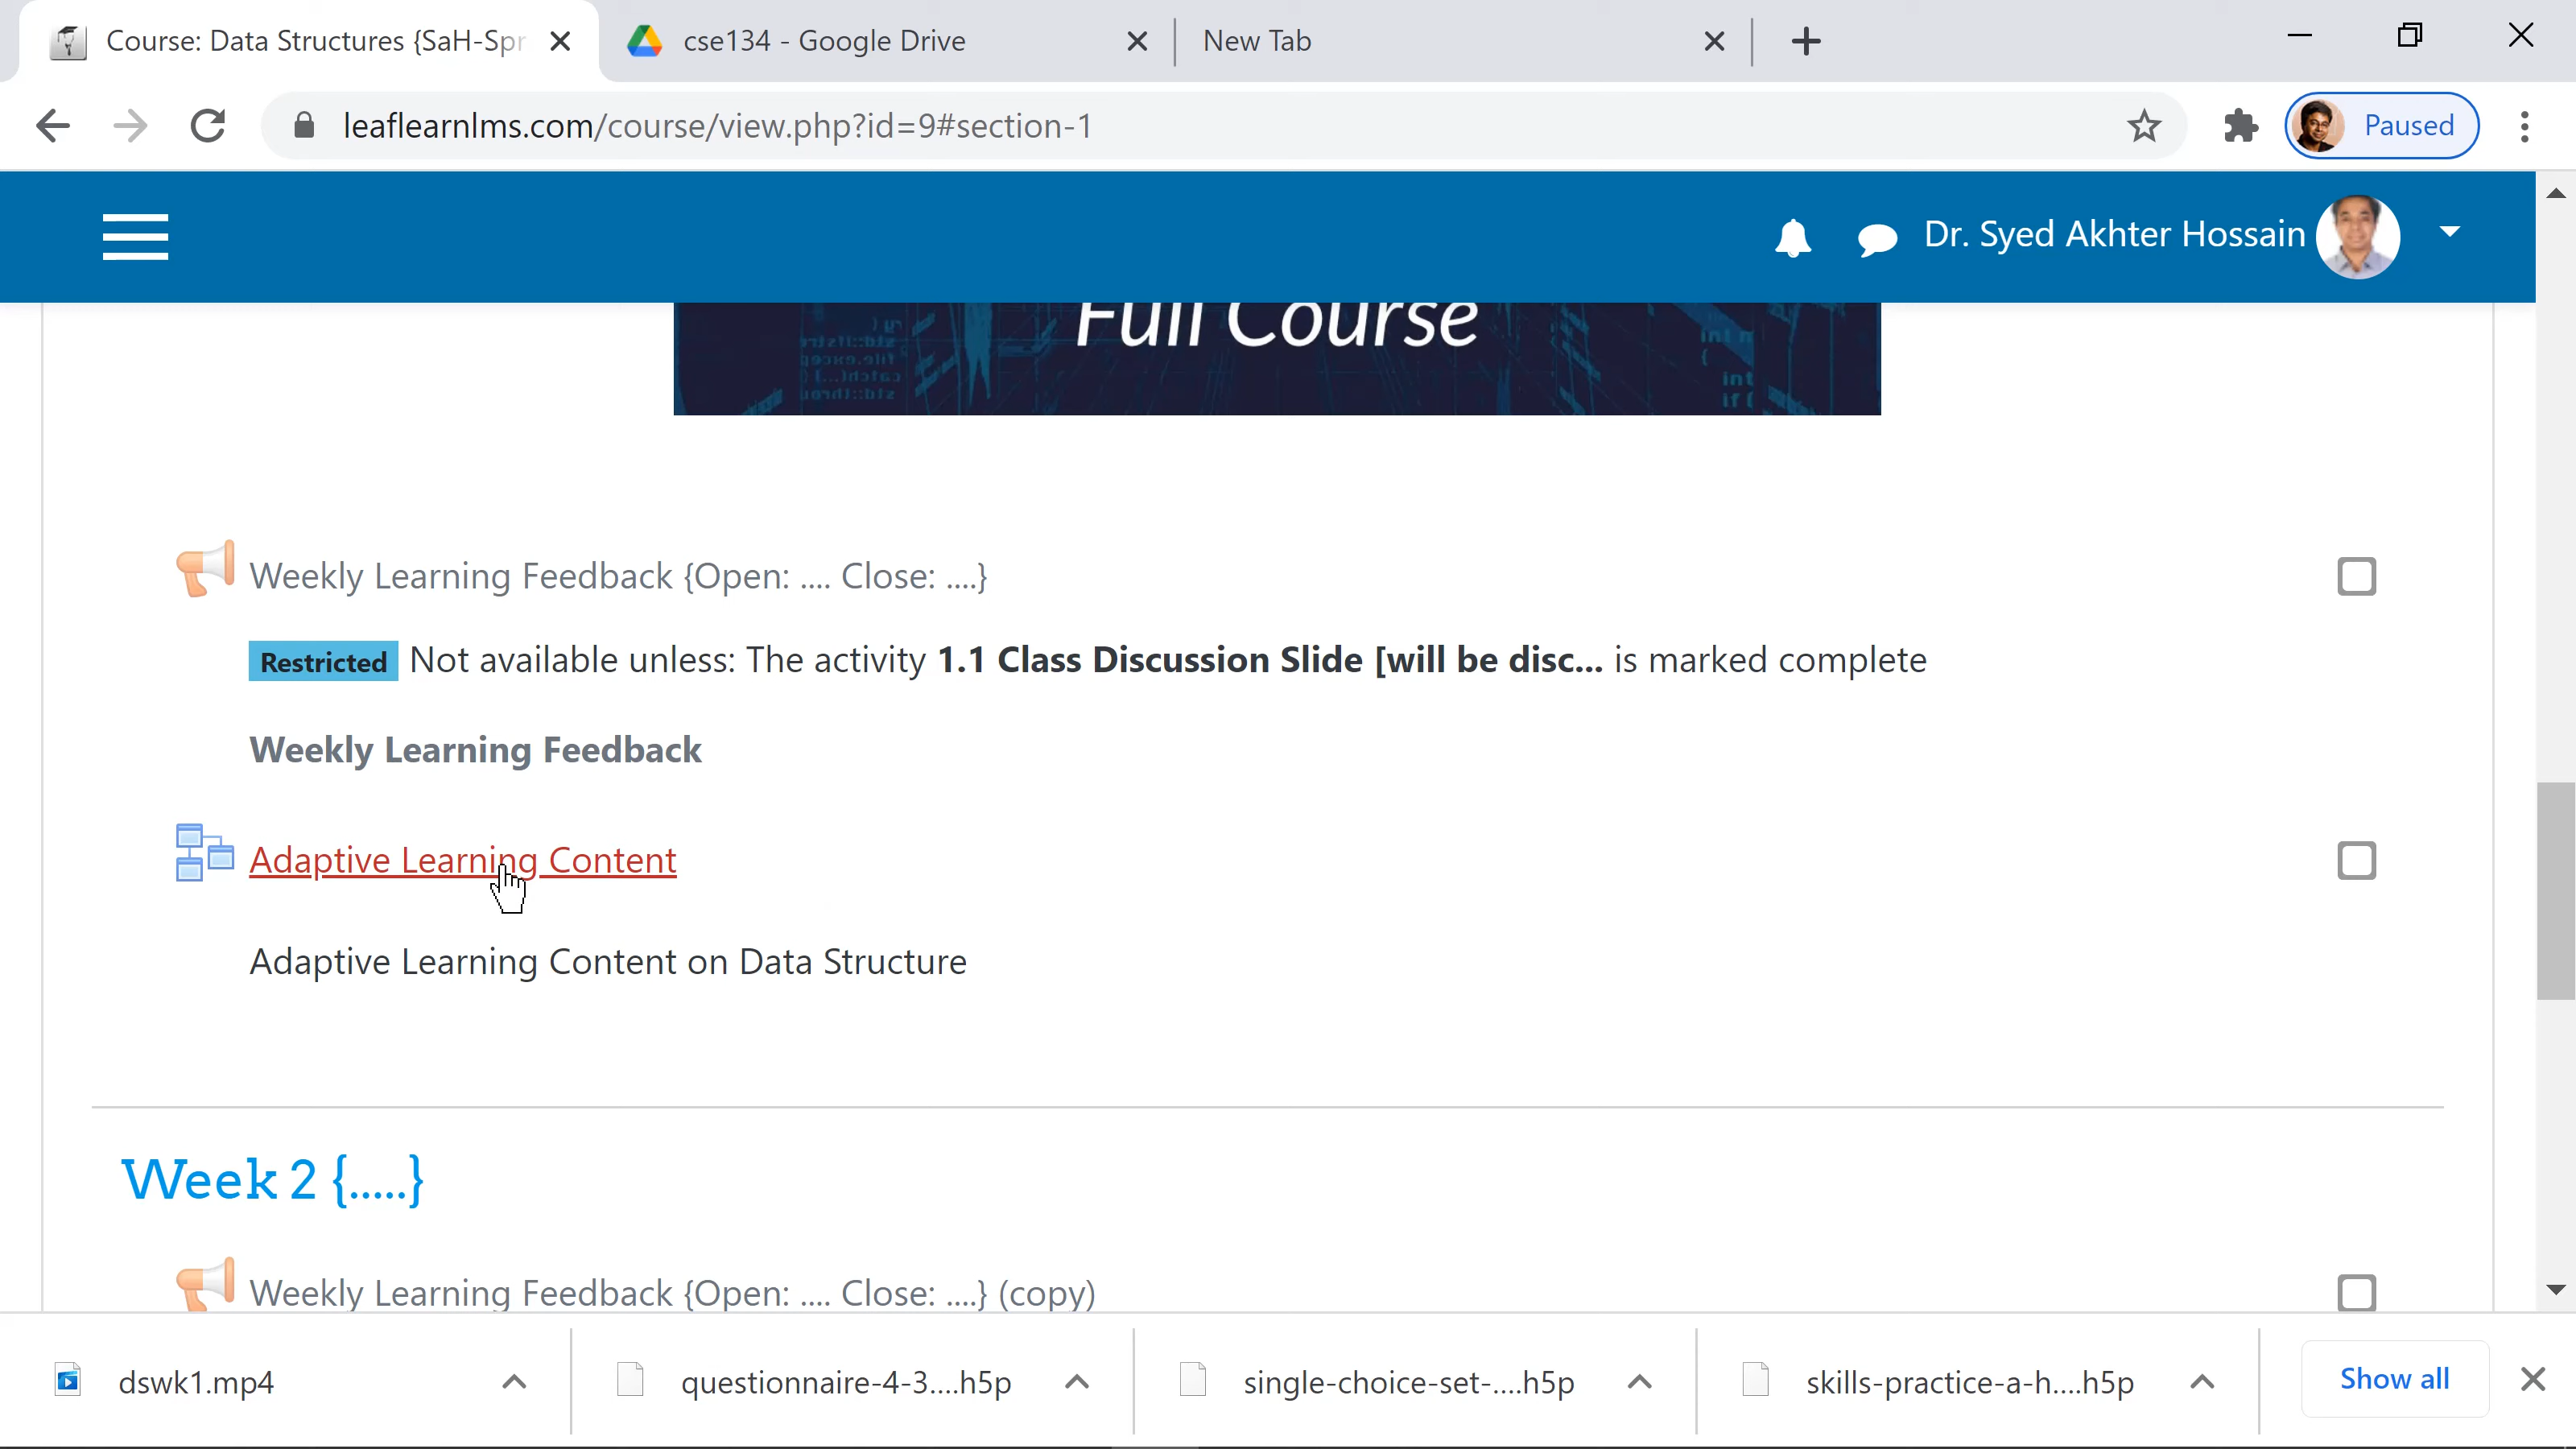 Course: Data Structures {SaH-Spr
cse134 - Google Drive
New Tab
leaflearnlms.com/course/view.php?id=9#section-1
Paused
Dr. Syed Akhter Hossain
Full Course
Weekly Learning Feedback {Open: .... Close: ....}
Restricted Not available unless: The activity 1.1 Class Discussion Slide [will be disc... is marked complete
Weekly Learning Feedback
Adaptive Learning Content
Adaptive Learning Content on Data Structure
Week 2 {.....}
Weekly Learning Feedback {Open: .... Close: ....} (copy)
dswk1.mp4
questionnaire-4-3....h5p
single-choice-set-....h5p
skills-practice-a-h....h5p
Show all